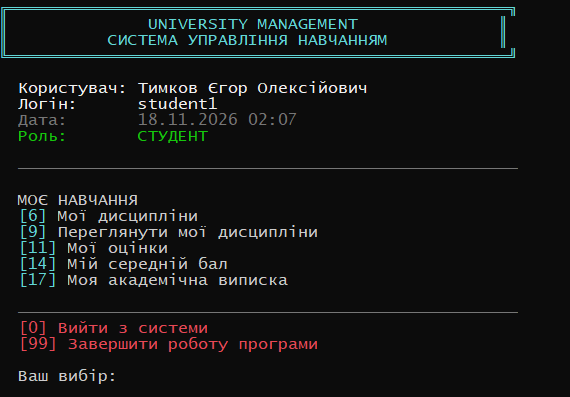 UNIVERSITY MANAGEMENT
СИСТЕМА УПРАВЛІННЯ НАВЧАННЯМ
Користувач: Тимков Єгор Олексійович
Логін: student1
Дата: 18.11.2026 02:07
Роль: СТУДЕНТ
МОЄ НАВЧАННЯ
[6] Мої дисципліни
[9] Переглянути мої дисципліни
[11] Мої оцінки
[14] Мій середній бал
[17] Моя академічна виписка
[0] Вийти з системи
[99] Завершити роботу програми
Ваш вибір: